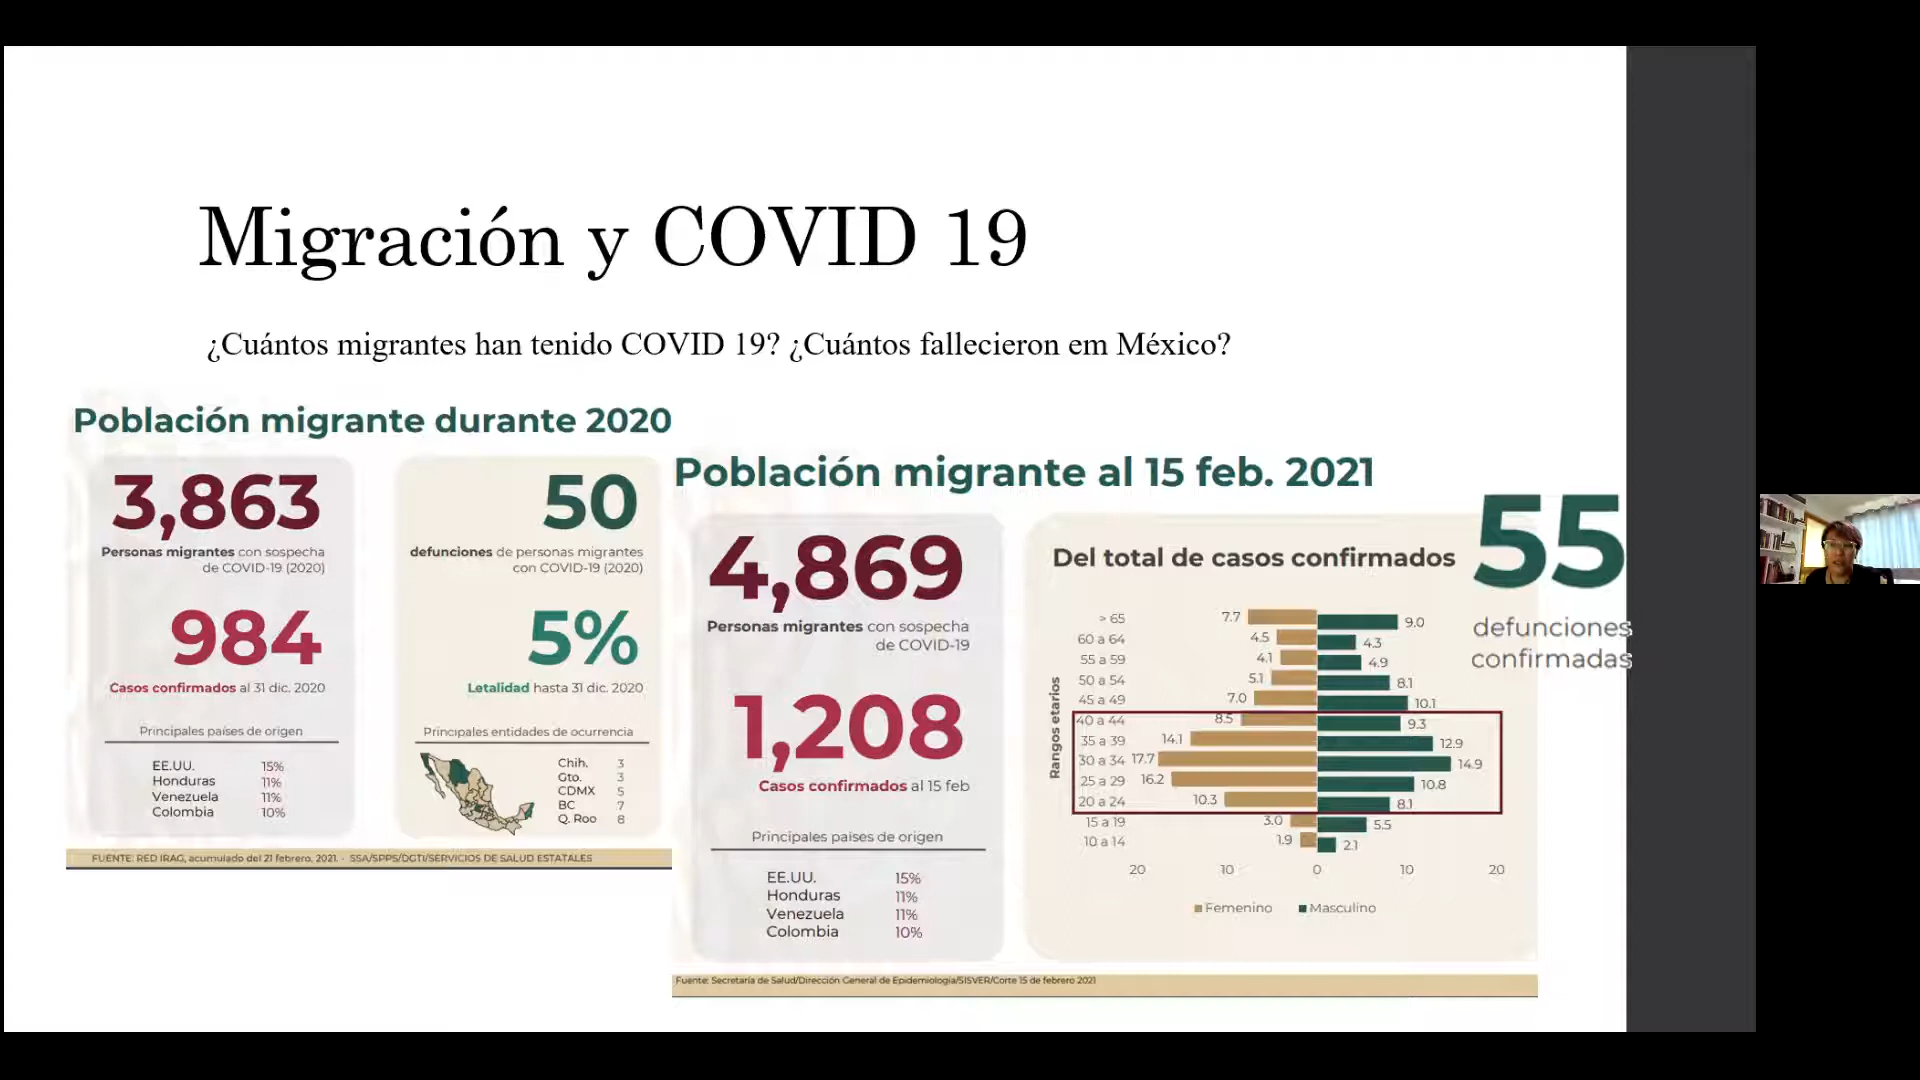 Migración y COVID 19
¿Cuántos migrantes han tenido COVID 19? ¿Cuántos fallecieron em México?
Población migrante durante 2020
3,863
Personas migrantes con sospecha
de COVID-19 (2020)
984
Casos confirmados al 31 dic. 2020
Principales países de origen
EE.UU. 15%
Honduras 11%
Venezuela 11%
Colombia 10%
50
defunciones de personas migrantes
con COVID-19 (2020)
5%
Letalidad hasta 31 dic. 2020
Principales entidades de ocurrencia
Chih. 3
Gto. 3
CDMX 5
BC 7
Q. Roo 8
FUENTE: RED IRAG, acumulado del 21 febrero, 2021. - SSA/SPPS/DGTI/SERVICIOS DE SALUD ESTATALES
Población migrante al 15 feb. 2021
4,869
Personas migrantes con sospecha
de COVID-19
1,208
Casos confirmados al 15 feb
Principales países de origen
EE.UU. 15%
Honduras 11%
Venezuela 11%
Colombia 10%
Del total de casos confirmados
Rangos etarios
> 65 7.7 9.0
60 a 64 4.5 4.3
55 a 59 4.1 4.9
50 a 54 5.1 8.1
45 a 49 7.0 10.1
40 a 44 8.5 9.3
35 a 39 14.1 12.9
30 a 34 17.7 14.9
25 a 29 16.2 10.8
20 a 24 10.3 8.1
15 a 19 3.0 5.5
10 a 14 1.9 2.1
20 10 0 10 20
Femenino Masculino
55
defunciones
confirmadas
Fuente: Secretaría de Salud/Dirección General de Epidemiología/SISVER/Corte 15 de febrero 2021